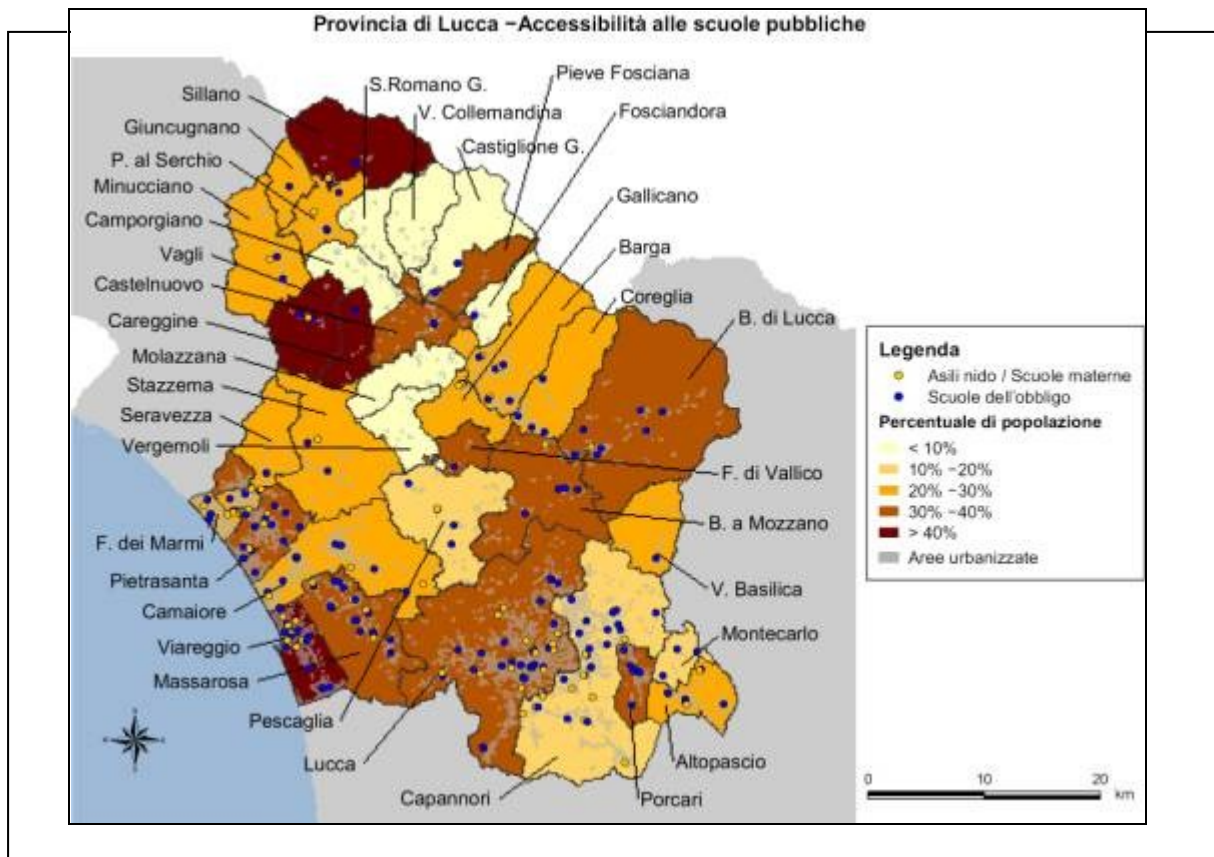 Provincia di Lucca −Accessibilità alle scuole pubbliche
Pieve Fosciana
S.Romano G.
Sillano
Fosciandora
V. Collemandina
Giuncugnano
Castiglione G.
P. al Serchio
Minucciano
Gallicano
Camporgiano
Barga
Vagli
Castelnuovo
Coreglia
B. di Lucca
Careggine
Molazzana
Stazzema
Seravezza
Vergemoli
F. di Vallico
F. dei Marmi
B. a Mozzano
Pietrasanta
V. Basilica
Camaiore
Montecarlo
Viareggio
Massarosa
Pescaglia
Lucca
Altopascio
Capannori
Porcari
Legenda
Asili nido / Scuole materne
Scuole dell'obbligo
Percentuale di popolazione
< 10%
10% −20%
20% −30%
30% −40%
> 40%
Aree urbanizzate
0 10 20
km